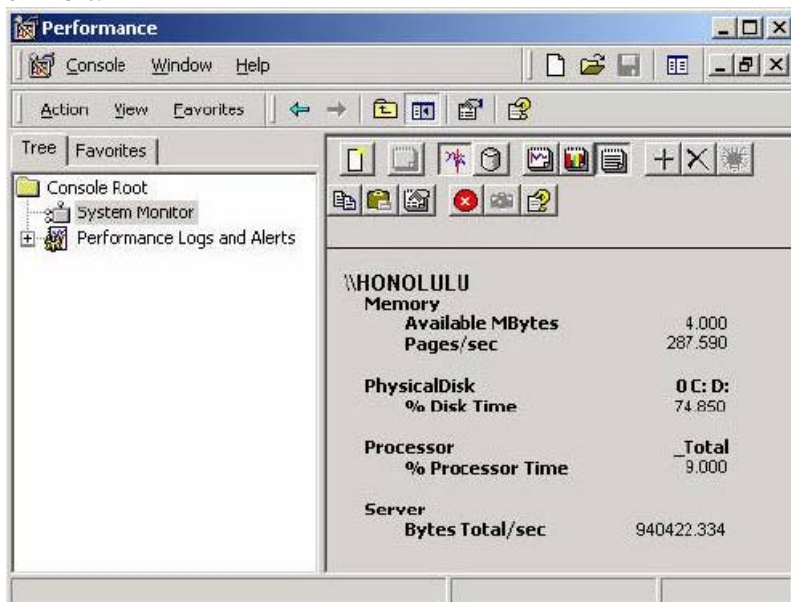 Performance
Console Window Help
Action View Favorites
Tree Favorites
Console Root
System Monitor
Performance Logs and Alerts
\\HONOLULU
Memory
Available MBytes 4.000
Pages/sec 287.590
PhysicalDisk 0 C: D:
% Disk Time 74.850
Processor _Total
% Processor Time 9.000
Server
Bytes Total/sec 940422.334